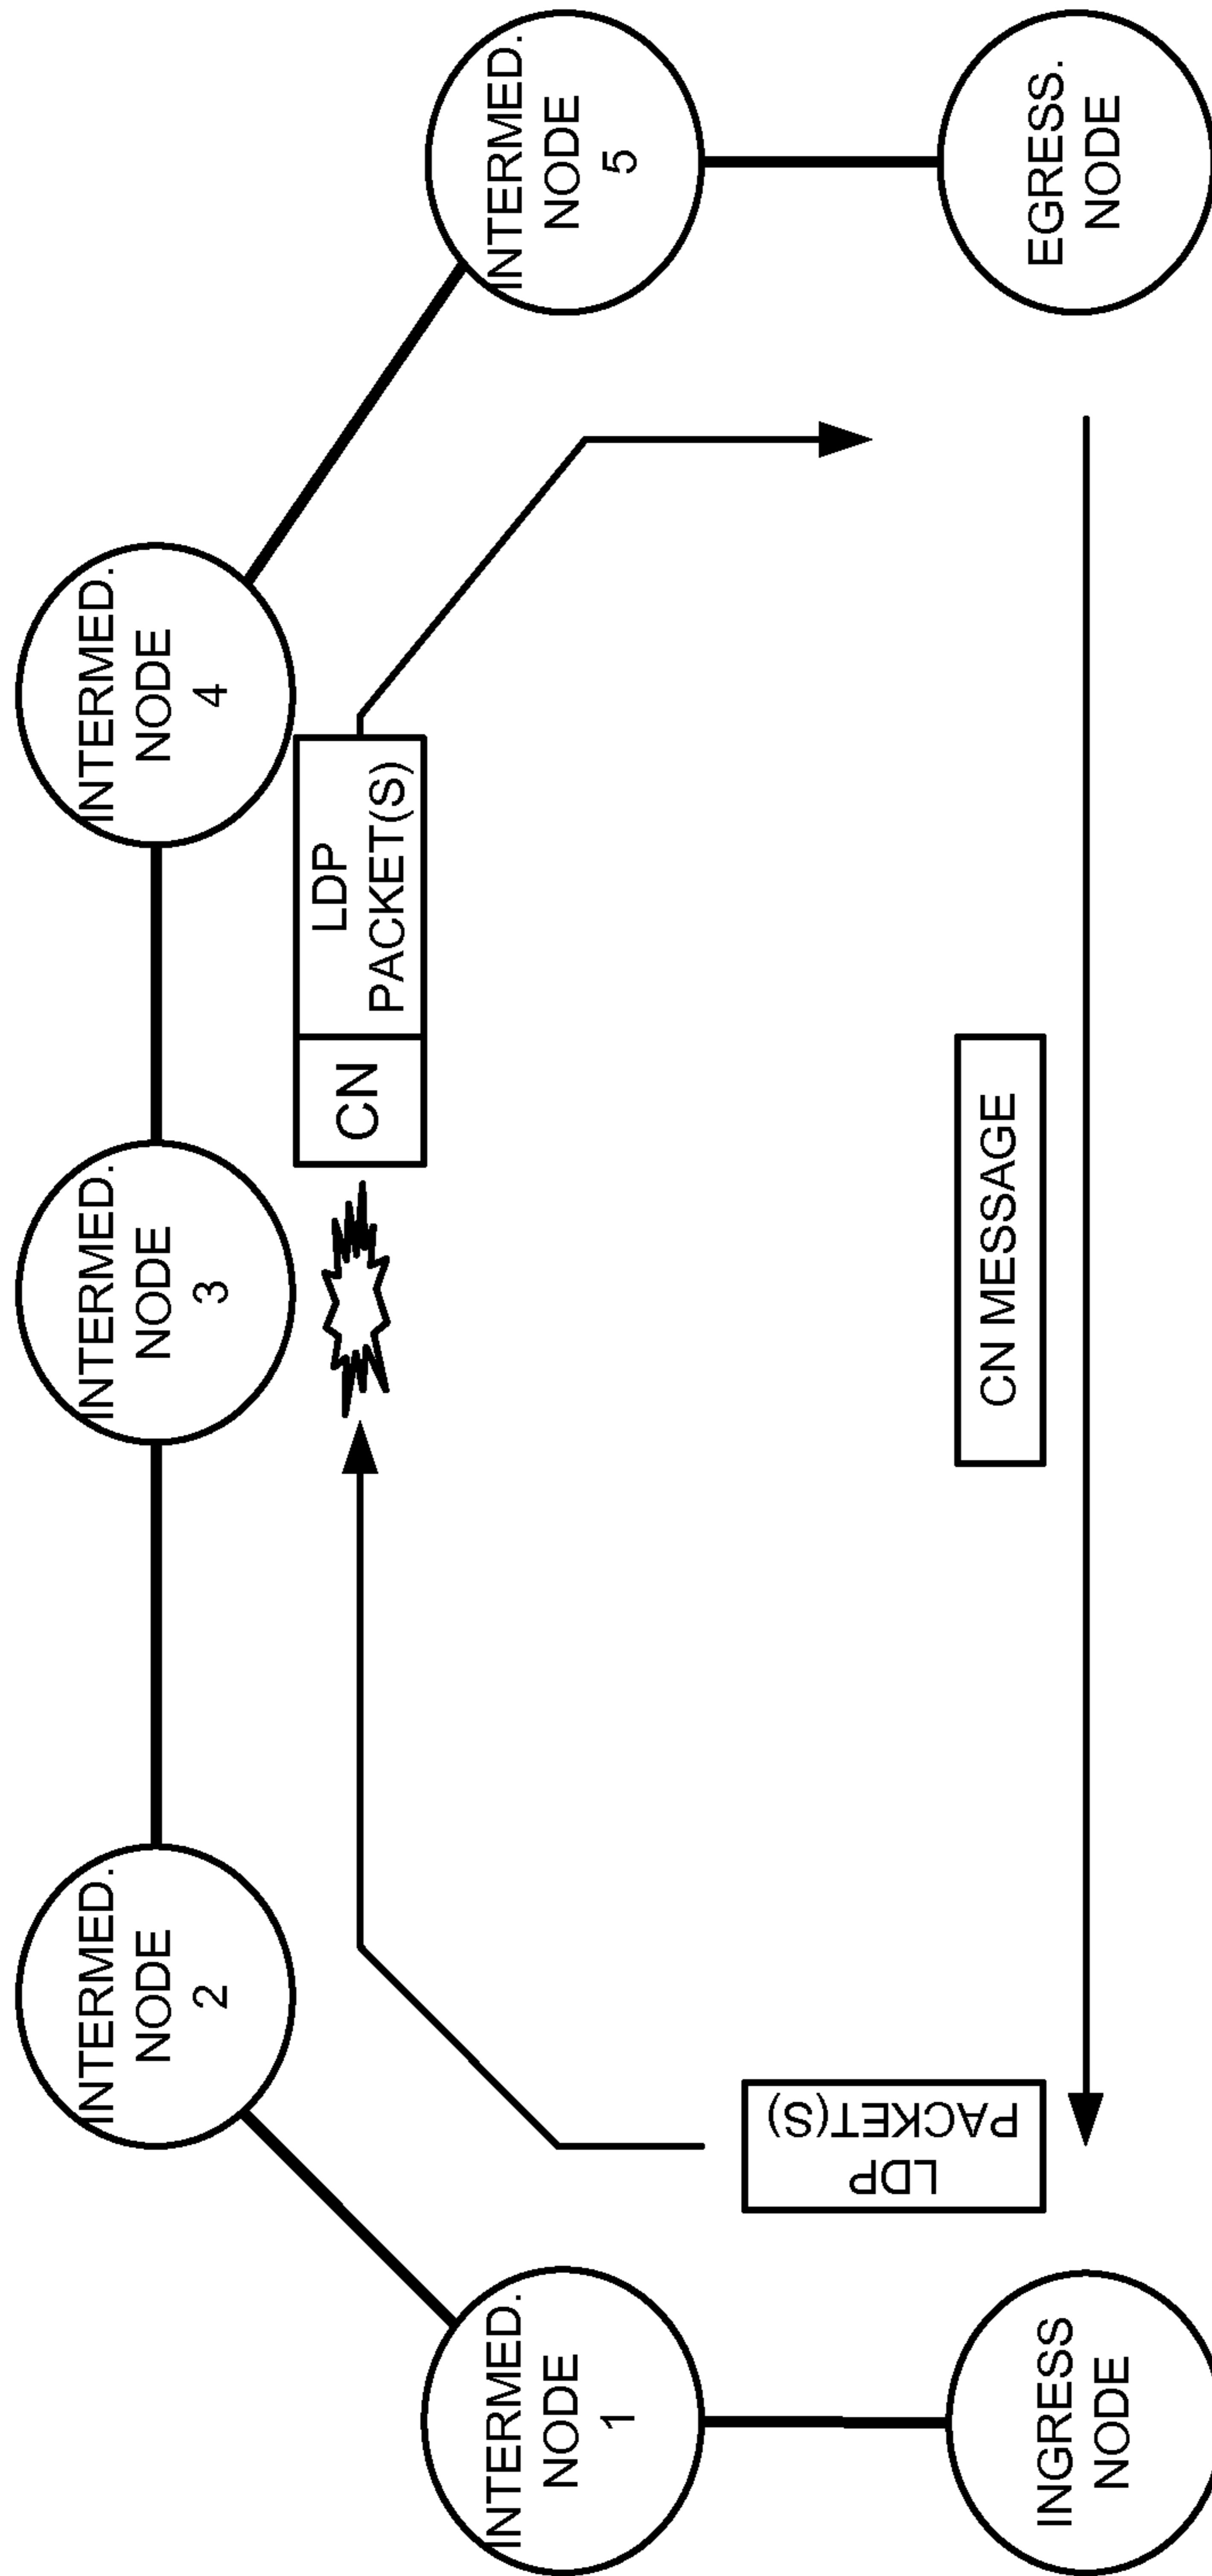 INTERMED.
NODE
2
INTERMED.
NODE
3
INTERMED.
NODE
4
INTERMED.
NODE
1
LDP
PACKET(S)
CN
LDP
PACKET(S)
INTERMED.
NODE
5
INGRESS
NODE
CN MESSAGE
EGRESS.
NODE